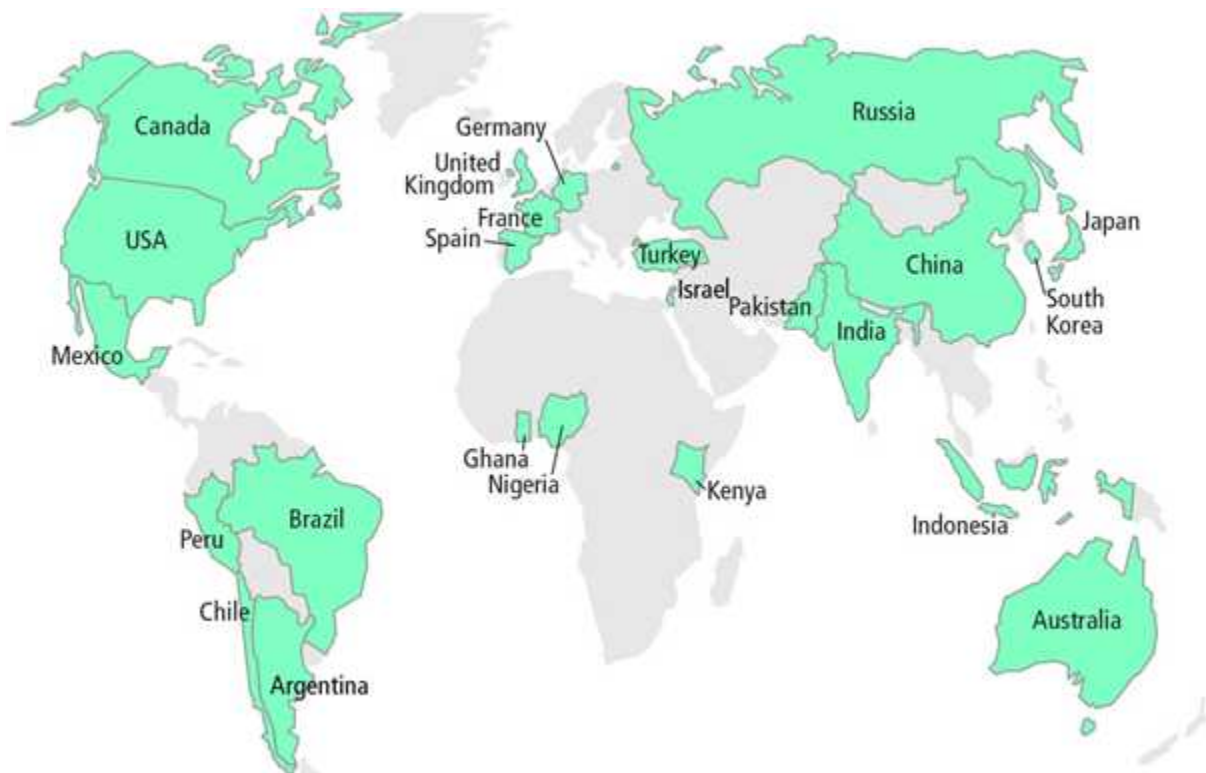 Canada
Russia
Germany
United
Kingdom
France
Spain
USA
Turkey
Japan
China
Israel
Pakistan
South
Korea
India
Mexico
Ghana
Nigeria
Kenya
Brazil
Peru
Indonesia
Chile
Australia
Argentina